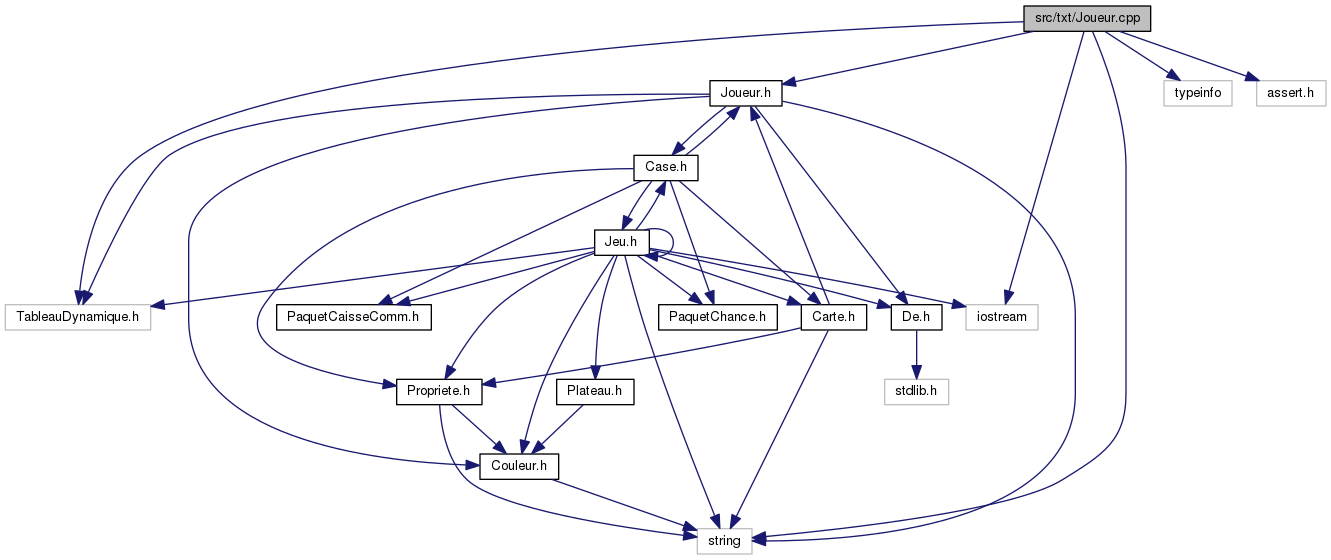 src/txt/Joueur.cpp
Joueur.h
typeinfo
assert.h
Case.h
Jeu.h
TableauDynamique.h
PaquetCaisseComm.h
PaquetChance.h
Carte.h
De.h
iostream
Propriete.h
Plateau.h
stdlib.h
Couleur.h
string